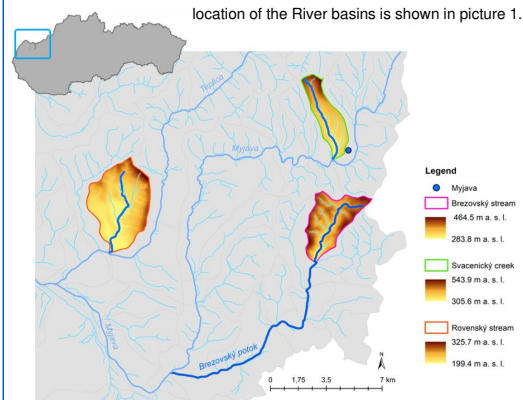 location of the River basins is shown in picture 1.
Teplica
Myjava
Myjava
Brezovský potok
Legend
Myjava
Brezovský stream
464.5 m a. s. l.
283.8 m a. s. l.
Svacenický creek
543.9 m a. s. l.
305.6 m a. s. l.
Rovenský stream
325.7 m a. s. l.
199.4 m a. s. l.
N
0 1,75 3,5 7 km